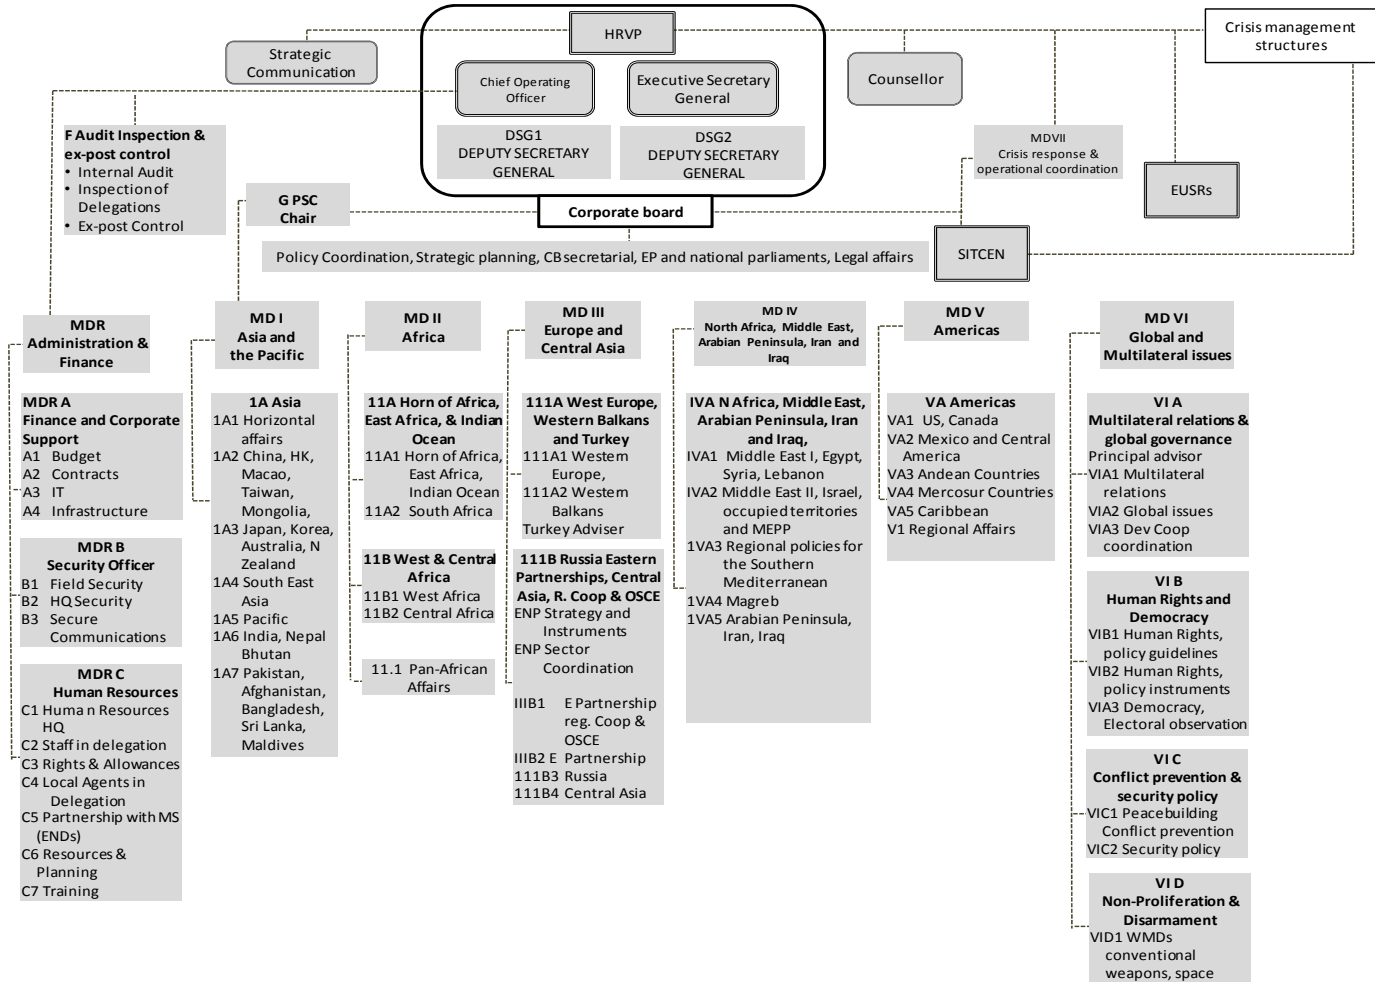 HRVP
Crisis management
structures
Strategic
Communication
Chief Operating
Officer
Executive Secretary
General
Counsellor
F Audit Inspection &
ex-post control
• Internal Audit
• Inspection of
Delegations
• Ex-post Control
DSG1
DEPUTY SECRETARY
GENERAL
DSG2
DEPUTY SECRETARY
GENERAL
MDVII
Crisis response &
operational coordination
EUSRs
G PSC
Chair
Corporate board
Policy Coordination, Strategic planning, CB secretarial, EP and national parliaments, Legal affairs
SITCEN
MDR
Administration &
Finance
MD I
Asia and
the Pacific
MD II
Africa
MD III
Europe and
Central Asia
MD IV
North Africa, Middle East,
Arabian Peninsula, Iran and
Iraq
MD V
Americas
MD VI
Global and
Multilateral issues
MDR A
Finance and Corporate
Support
A1 Budget
A2 Contracts
A3 IT
A4 Infrastructure
MDR B
Security Officer
B1 Field Security
B2 HQ Security
B3 Secure
Communications
MDR C
Human Resources
C1 Human Resources
HQ
C2 Staff in delegation
C3 Rights & Allowances
C4 Local Agents in
Delegation
C5 Partnership with MS
(ENDs)
C6 Resources &
Planning
C7 Training
1A Asia
1A1 Horizontal
affairs
1A2 China, HK,
Macao,
Taiwan,
Mongolia,
1A3 Japan, Korea,
Australia, N
Zealand
1A4 South East
Asia
1A5 Pacific
1A6 India, Nepal
Bhutan
1A7 Pakistan,
Afghanistan,
Bangladesh,
Sri Lanka,
Maldives
11A Horn of Africa,
East Africa, & Indian
Ocean
11A1 Horn of Africa,
East Africa,
Indian Ocean
11A2 South Africa
11B West & Central
Africa
11B1 West Africa
11B2 Central Africa
11.1 Pan-African
Affairs
111A West Europe,
Western Balkans
and Turkey
111A1 Western
Europe,
111A2 Western
Balkans
Turkey Adviser
111B Russia Eastern
Partnerships, Central
Asia, R. Coop & OSCE
ENP Strategy and
Instruments
ENP Sector
Coordination
IIIB1 E Partnership
reg. Coop &
OSCE
IIIB2 E Partnership
111B3 Russia
111B4 Central Asia
IVA N Africa, Middle East,
Arabian Peninsula, Iran
and Iraq,
IVA1 Middle East I, Egypt,
Syria, Lebanon
IVA2 Middle East II, Israel,
occupied territories
and MEPP
1VA3 Regional policies for
the Southern
Mediterranean
1VA4 Magreb
1VA5 Arabian Peninsula,
Iran, Iraq
VA Americas
VA1 US, Canada
VA2 Mexico and Central
America
VA3 Andean Countries
VA4 Mercosur Countries
VA5 Caribbean
V1 Regional Affairs
VI A
Multilateral relations &
global governance
Principal advisor
VIA1 Multilateral
relations
VIA2 Global issues
VIA3 Dev Coop
coordination
VI B
Human Rights and
Democracy
VIB1 Human Rights,
policy guidelines
VIB2 Human Rights,
policy instruments
VIA3 Democracy,
Electoral observation
VI C
Conflict prevention &
security policy
VIC1 Peacebuilding
Conflict prevention
VIC2 Security policy
VI D
Non-Proliferation &
Disarmament
VID1 WMDs
conventional
weapons, space